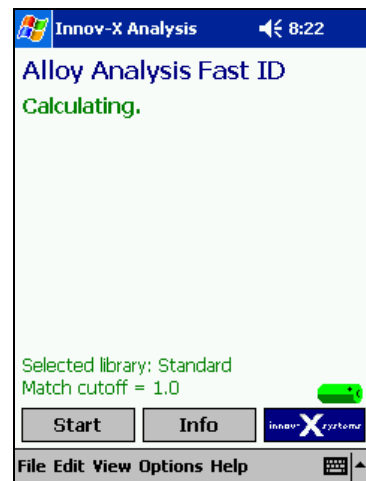 Innov-X Analysis 8:22
Alloy Analysis Fast ID
Calculating.
Selected library: Standard
Match cutoff = 1.0
Start Info innov-X systems
File Edit View Options Help